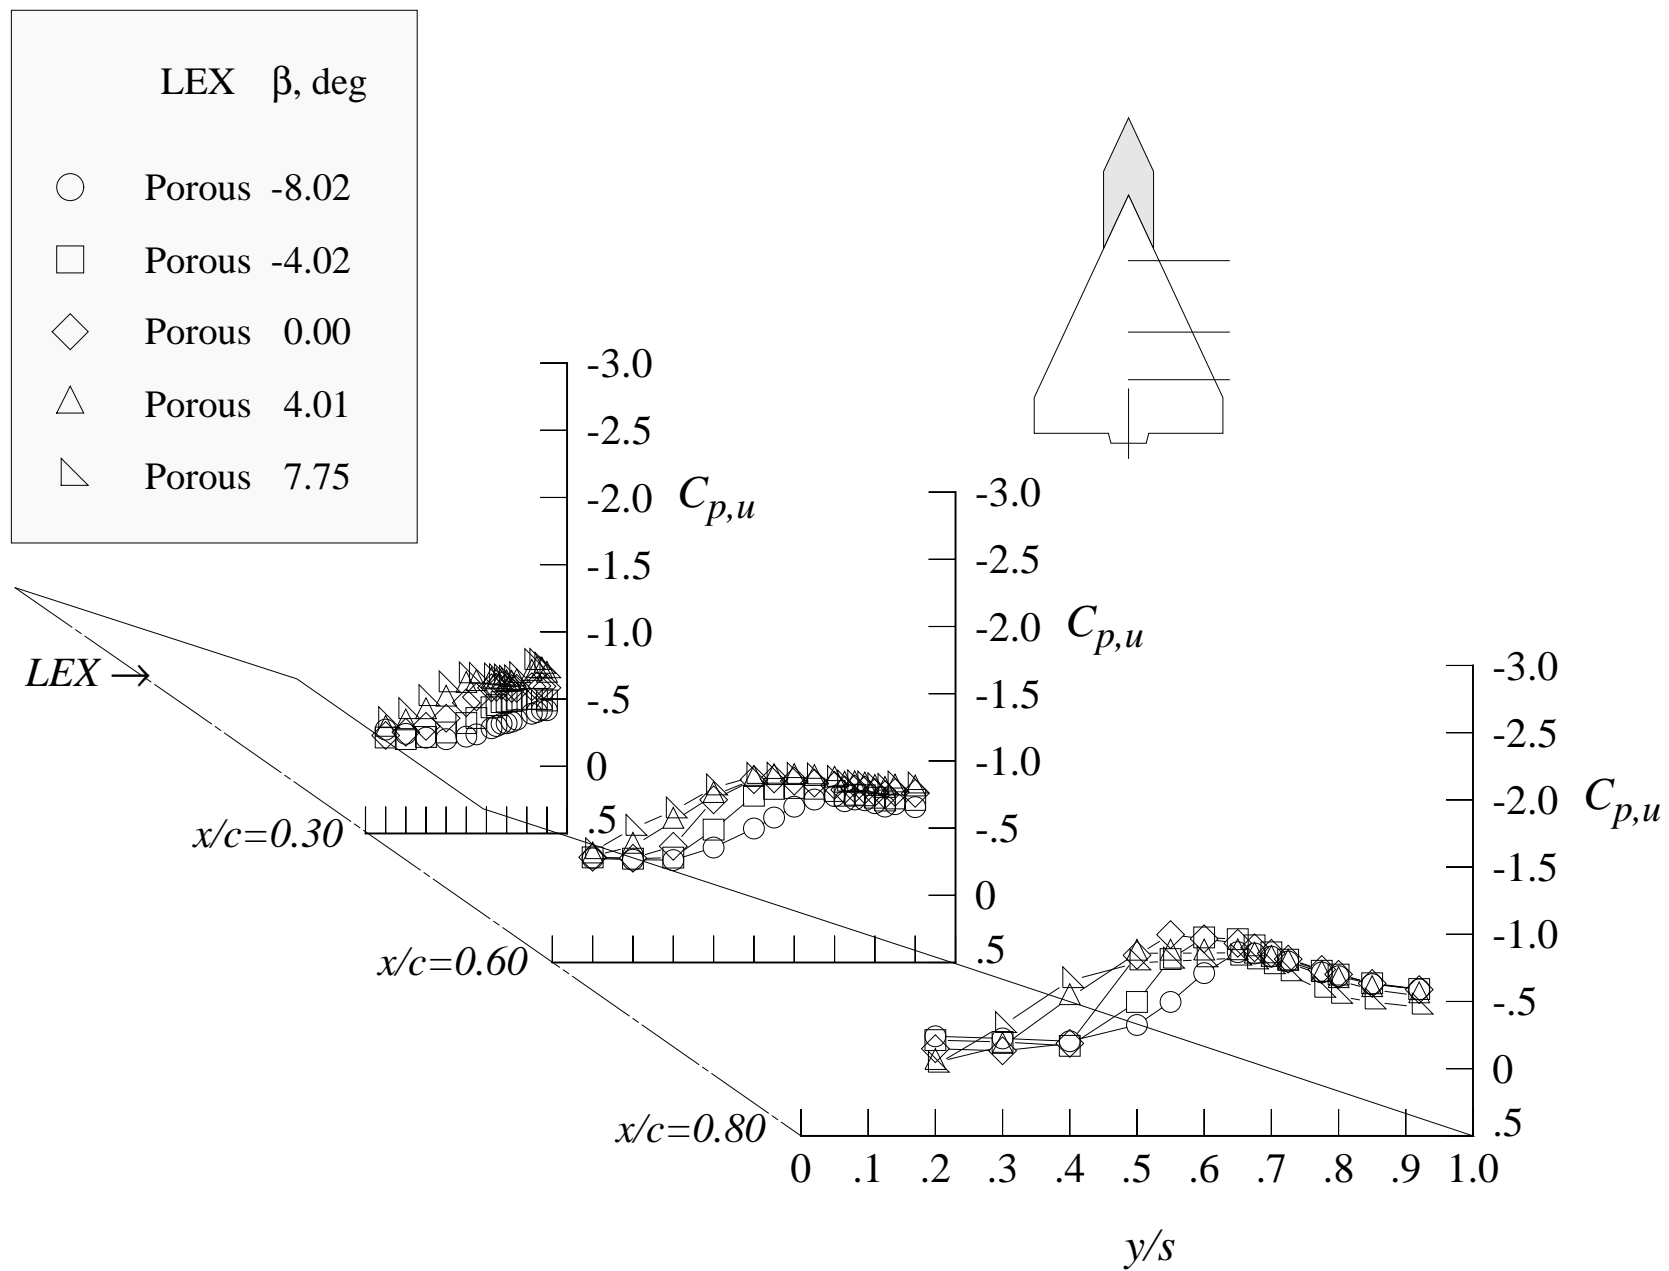 LEX β, deg
Porous -8.02
Porous -4.02
Porous 0.00
Porous 4.01
Porous 7.75
-3.0
-2.5
-2.0 Cp,u
-1.5
-1.0
-.5
0
.5
LEX →
x/c=0.30
-3.0
-2.5
-2.0 Cp,u
-1.5
-1.0
-.5
0
.5
x/c=0.60
-3.0
-2.5
-2.0 Cp,u
-1.5
-1.0
-.5
0
.5
x/c=0.80
0 .1 .2 .3 .4 .5 .6 .7 .8 .9 1.0
y/s